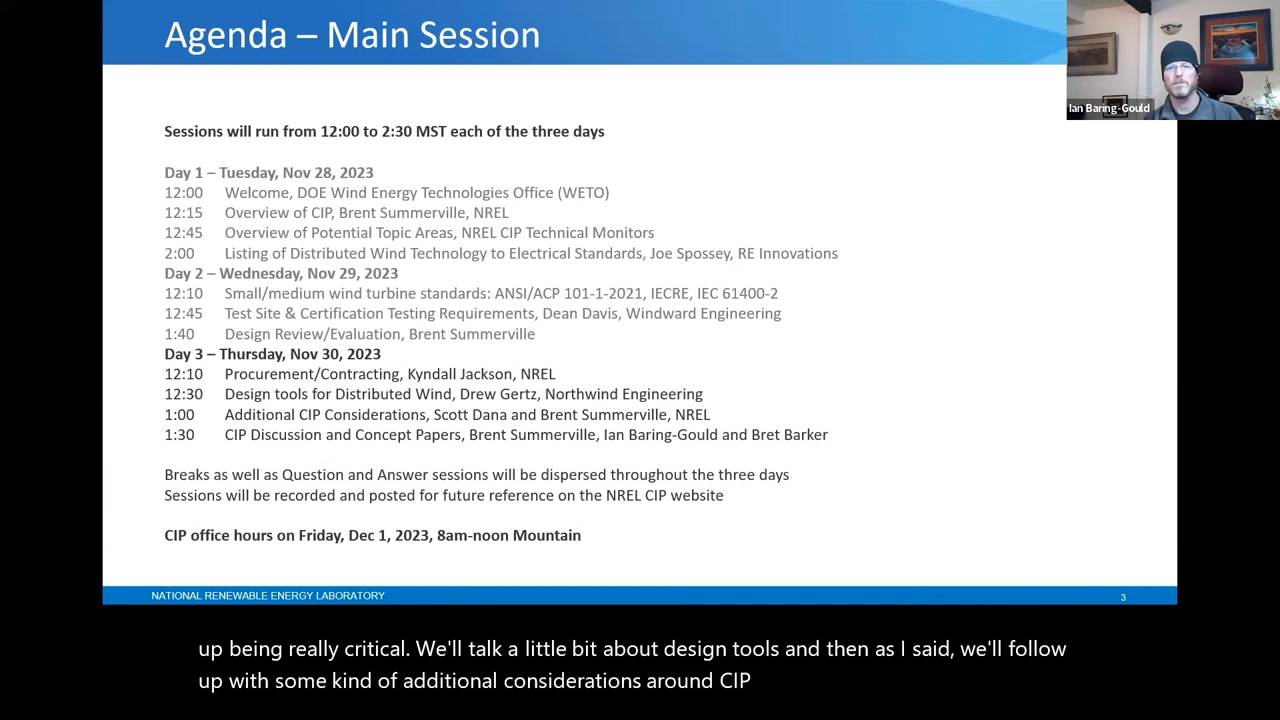 Agenda – Main Session
Ian Baring-Gould
Sessions will run from 12:00 to 2:30 MST each of the three days
Day 1 – Tuesday, Nov 28, 2023
12:00 Welcome, DOE Wind Energy Technologies Office (WETO)
12:15 Overview of CIP, Brent Summerville, NREL
12:45 Overview of Potential Topic Areas, NREL CIP Technical Monitors
2:00 Listing of Distributed Wind Technology to Electrical Standards, Joe Spossey, RE Innovations
Day 2 – Wednesday, Nov 29, 2023
12:10 Small/medium wind turbine standards: ANSI/ACP 101-1-2021, IECRE, IEC 61400-2
12:45 Test Site & Certification Testing Requirements, Dean Davis, Windward Engineering
1:40 Design Review/Evaluation, Brent Summerville
Day 3 – Thursday, Nov 30, 2023
12:10 Procurement/Contracting, Kyndall Jackson, NREL
12:30 Design tools for Distributed Wind, Drew Gertz, Northwind Engineering
1:00 Additional CIP Considerations, Scott Dana and Brent Summerville, NREL
1:30 CIP Discussion and Concept Papers, Brent Summerville, Ian Baring-Gould and Bret Barker
Breaks as well as Question and Answer sessions will be dispersed throughout the three days
Sessions will be recorded and posted for future reference on the NREL CIP website
CIP office hours on Friday, Dec 1, 2023, 8am-noon Mountain
NATIONAL RENEWABLE ENERGY LABORATORY 3
up being really critical. We'll talk a little bit about design tools and then as I said, we'll follow
up with some kind of additional considerations around CIP